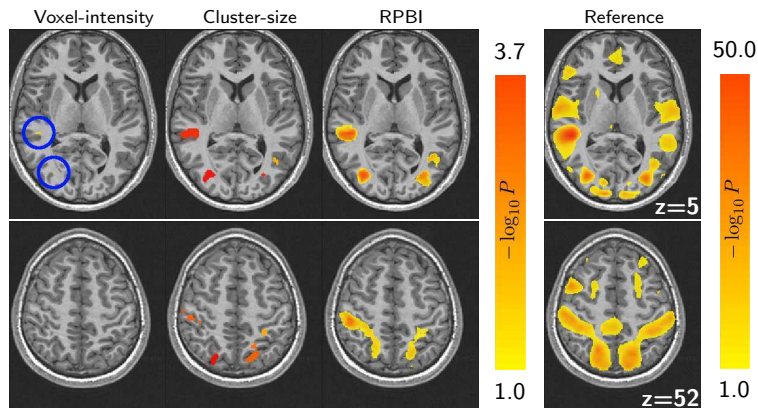 Voxel-intensity Cluster-size RPBI Reference
3.7
50.0
− log₁₀ P
− log₁₀ P
z=5
1.0
1.0
z=52